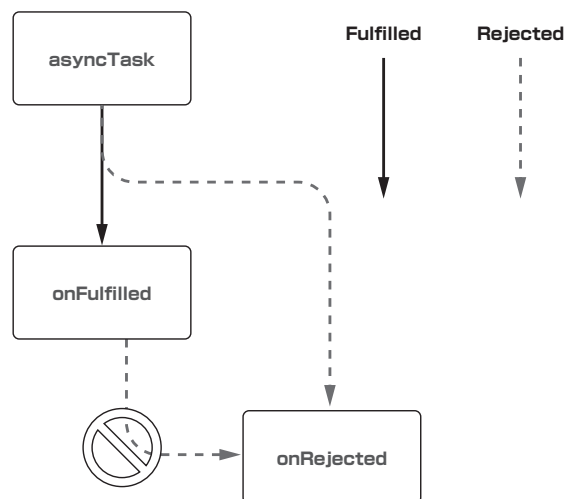 asyncTask
Fulfilled
Rejected
onFulfilled
onRejected